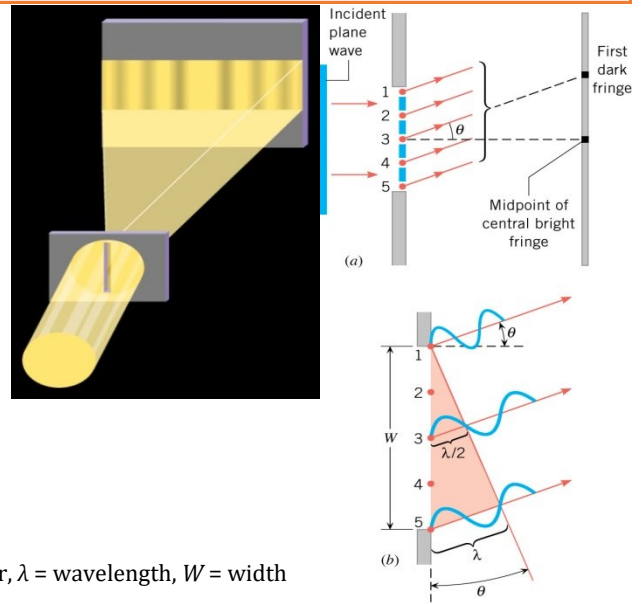 Incident
plane
wave
First
dark
fringe
1
2
3
4
5
θ
Midpoint of
central bright
fringe
(a)
θ
1
2
W
3
λ/2
4
5
(b)
λ
θ
r, λ = wavelength, W = width